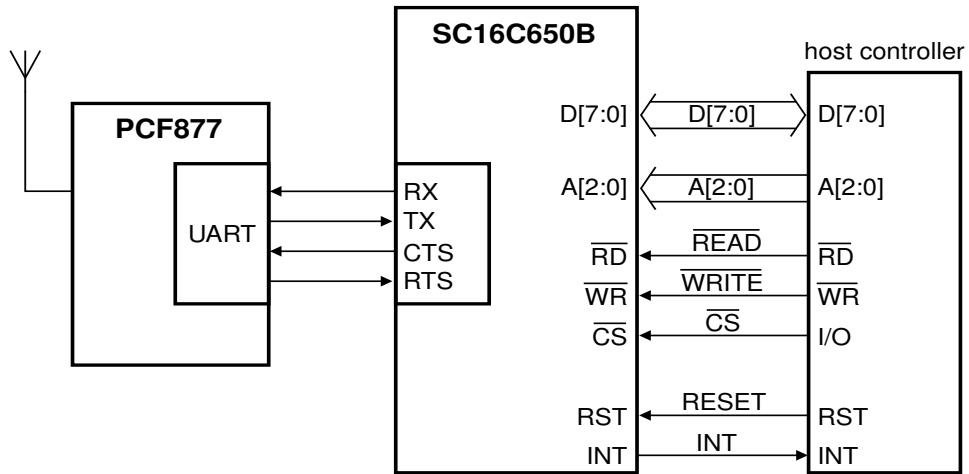 SC16C650B
host controller
PCF877
D[7:0] D[7:0] D[7:0]
A[2:0] A[2:0] A[2:0]
UART
RX
TX
CTS
RTS
RD READ RD
WR WRITE WR
CS CS I/O
RST RESET RST
INT INT INT